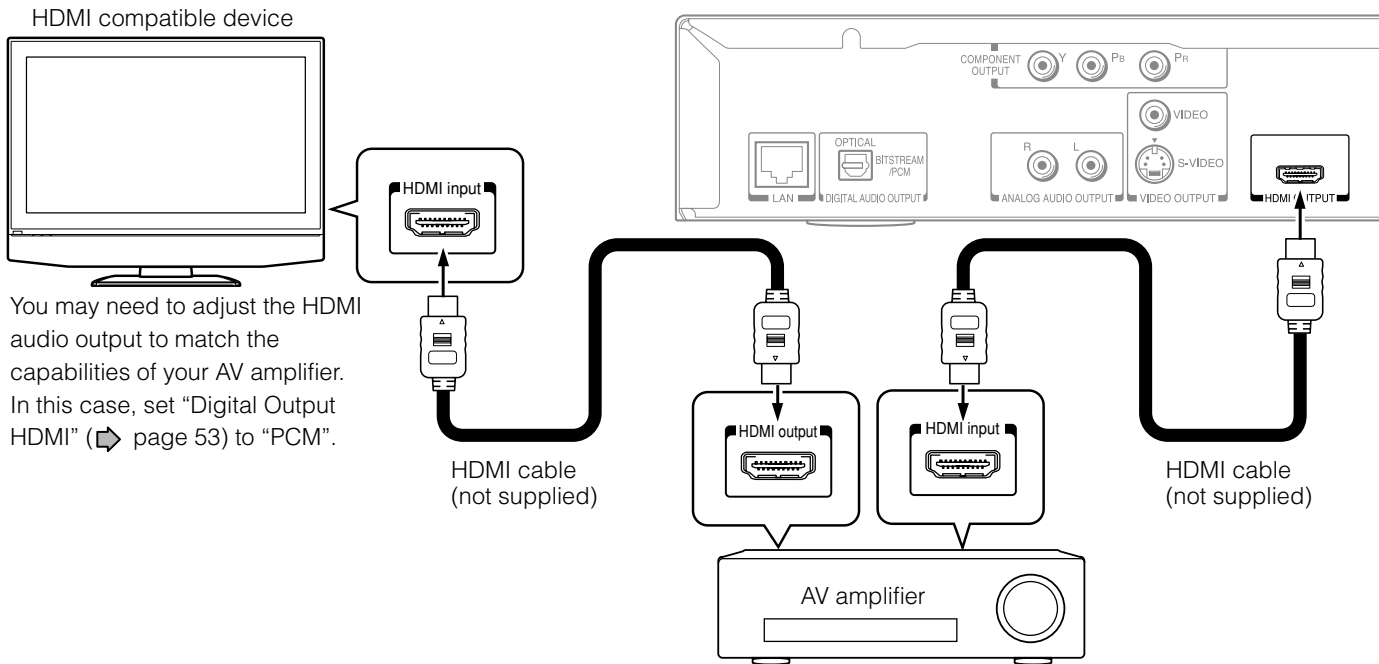 HDMI compatible device
HDMI input
You may need to adjust the HDMI
audio output to match the
capabilities of your AV amplifier.
In this case, set “Digital Output
HDMI” ( page 53) to “PCM”.
HDMI cable
(not supplied)
COMPONENT
OUTPUT
Y
PB
PR
VIDEO
S-VIDEO
OPTICAL
BITSTREAM
/PCM
R
L
LAN
DIGITAL AUDIO OUTPUT
ANALOG AUDIO OUTPUT
VIDEO OUTPUT
HDMI OUTPUT
HDMI output
HDMI input
HDMI cable
(not supplied)
AV amplifier